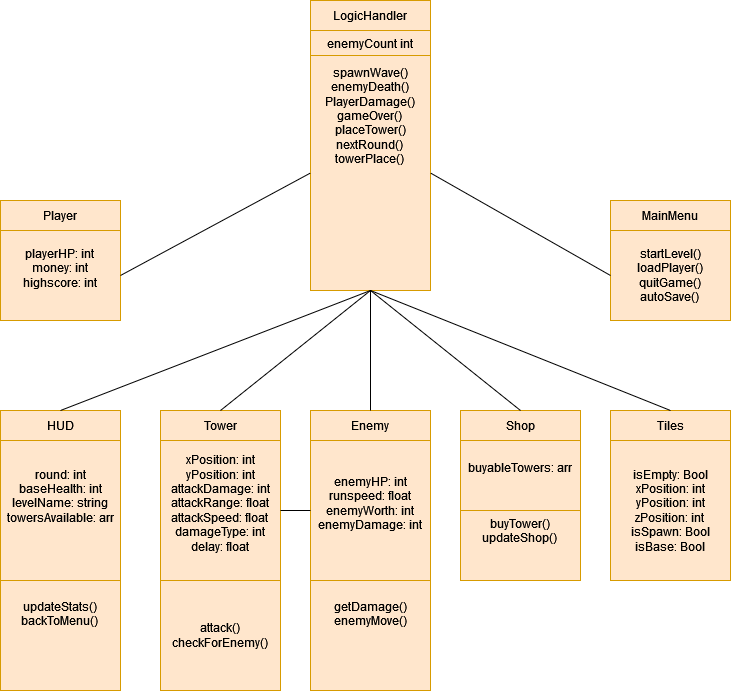 LogicHandler
enemyCount int
spawnWave()
enemyDeath()
PlayerDamage()
gameOver()
placeTower()
nextRound()
towerPlace()
Player
playerHP: int
money: int
highscore: int
MainMenu
startLevel()
loadPlayer()
quitGame()
autoSave()
HUD
round: int
baseHealth: int
levelName: string
towersAvailable: arr
updateStats()
backToMenu()
Tower
xPosition: int
yPosition: int
attackDamage: int
attackRange: float
attackSpeed: float
damageType: int
delay: float
attack()
checkForEnemy()
Enemy
enemyHP: int
runspeed: float
enemyWorth: int
enemyDamage: int
getDamage()
enemyMove()
Shop
buyableTowers: arr
buyTower()
updateShop()
Tiles
isEmpty: Bool
xPosition: int
yPosition: int
zPosition: int
isSpawn: Bool
isBase: Bool